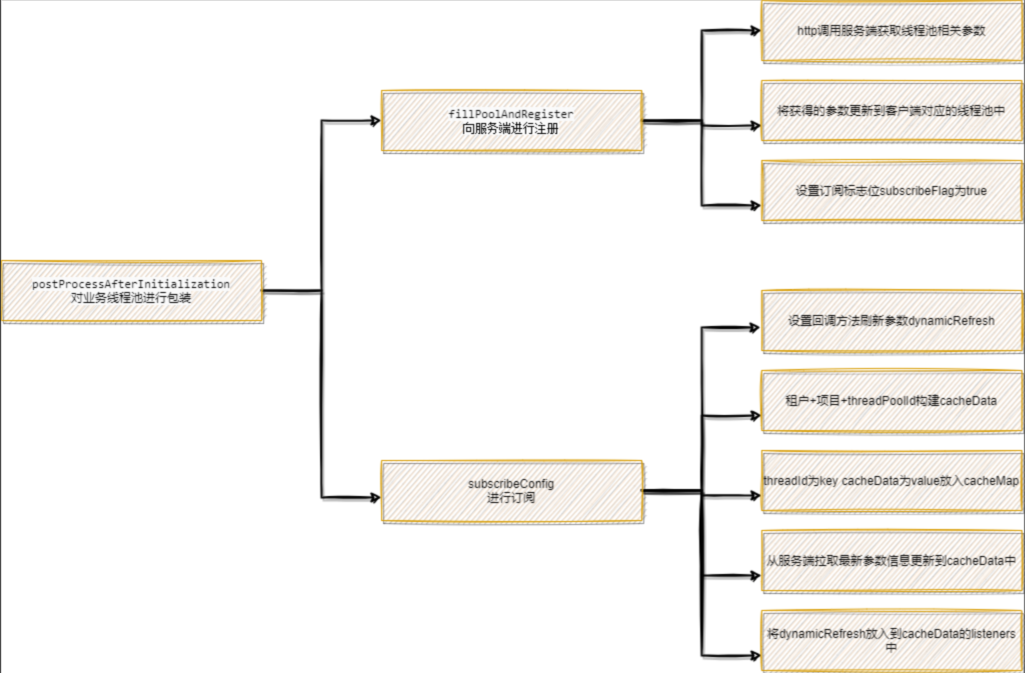 http调用服务端获取线程池相关参数
fillPoolAndRegister
向服务端进行注册
将获得的参数更新到客户端对应的线程池中
设置订阅标志位subscribeFlag为true
postProcessAfterInitialization
对业务线程池进行包装
设置回调方法刷新参数dynamicRefresh
租户+项目+threadPoolId构建cacheData
subscribeConfig
进行订阅
threadId为key cacheData为value放入cacheMap
从服务端拉取最新参数信息更新到cacheData中
将dynamicRefresh放入到cacheData的listeners
中